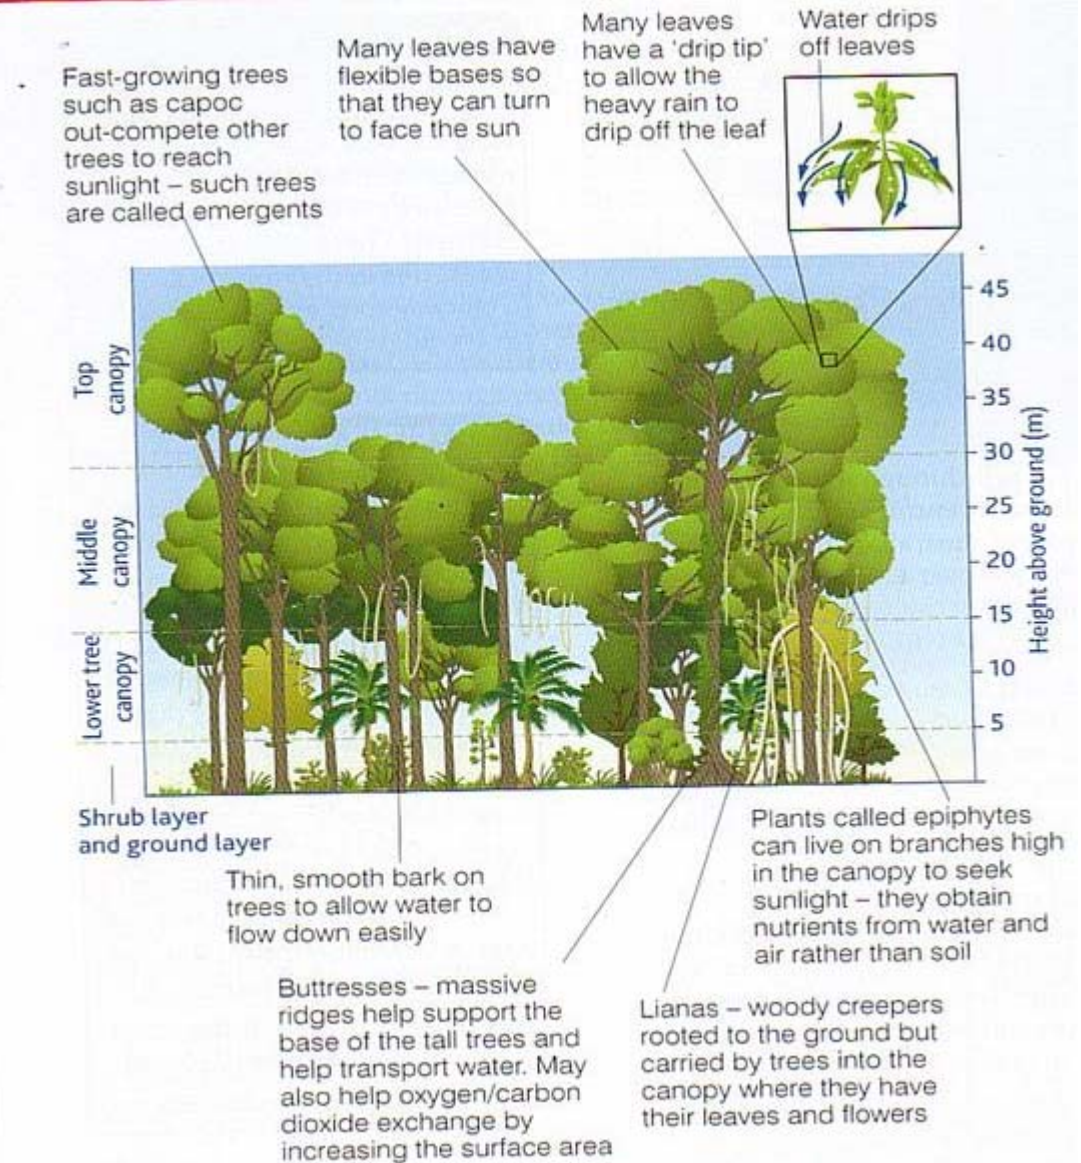 Fast-growing trees
such as capoc
out-compete other
trees to reach
sunlight – such trees
are called emergents
Many leaves have
flexible bases so
that they can turn
to face the sun
Many leaves
have a ‘drip tip’
to allow the
heavy rain to
drip off the leaf
Water drips
off leaves
Top
canopy
Middle
canopy
Lower tree
canopy
Shrub layer
and ground layer
45
40
35
30
25
20
15
10
5
Height above ground (m)
Thin, smooth bark on
trees to allow water to
flow down easily
Buttresses – massive
ridges help support the
base of the tall trees and
help transport water. May
also help oxygen/carbon
dioxide exchange by
increasing the surface area
Lianas – woody creepers
rooted to the ground but
carried by trees into the
canopy where they have
their leaves and flowers
Plants called epiphytes
can live on branches high
in the canopy to seek
sunlight – they obtain
nutrients from water and
air rather than soil